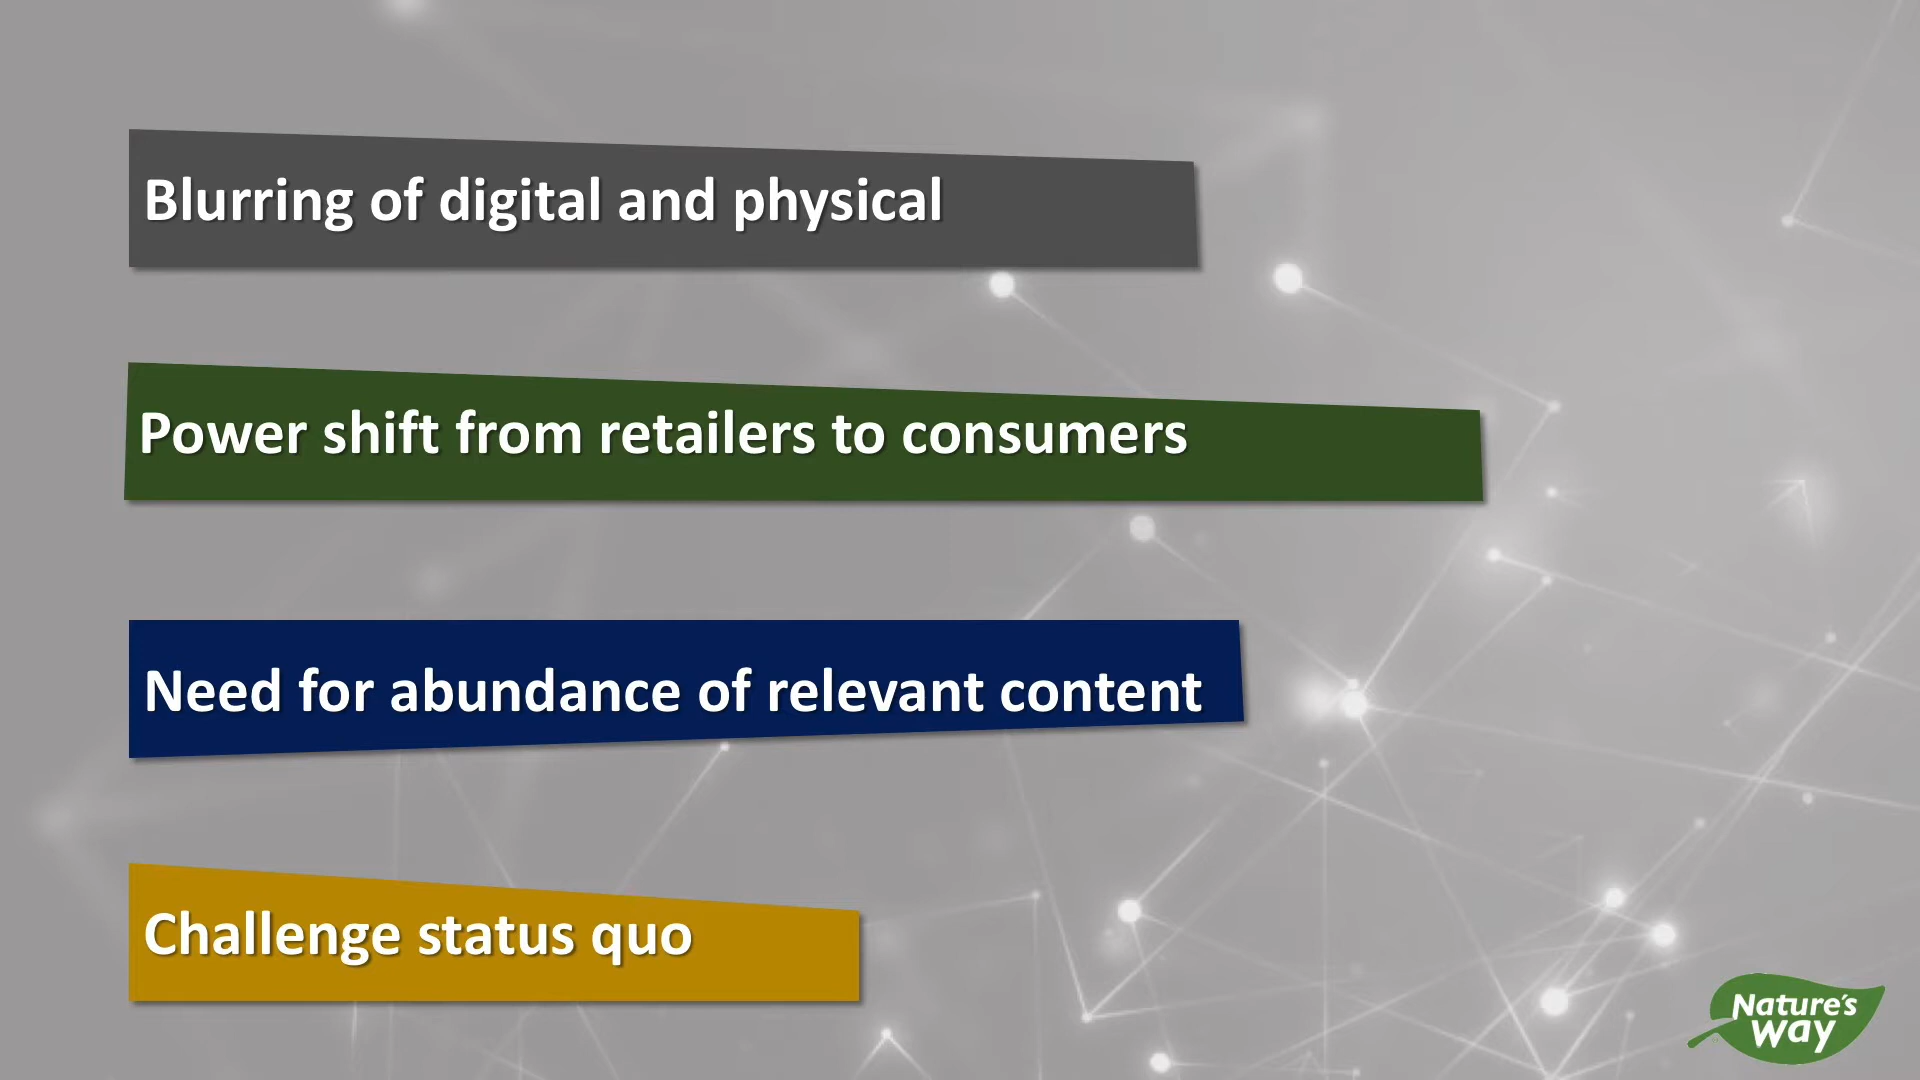 Blurring of digital and physical
Power shift from retailers to consumers
Need for abundance of relevant content
Challenge status quo
Nature's
Way